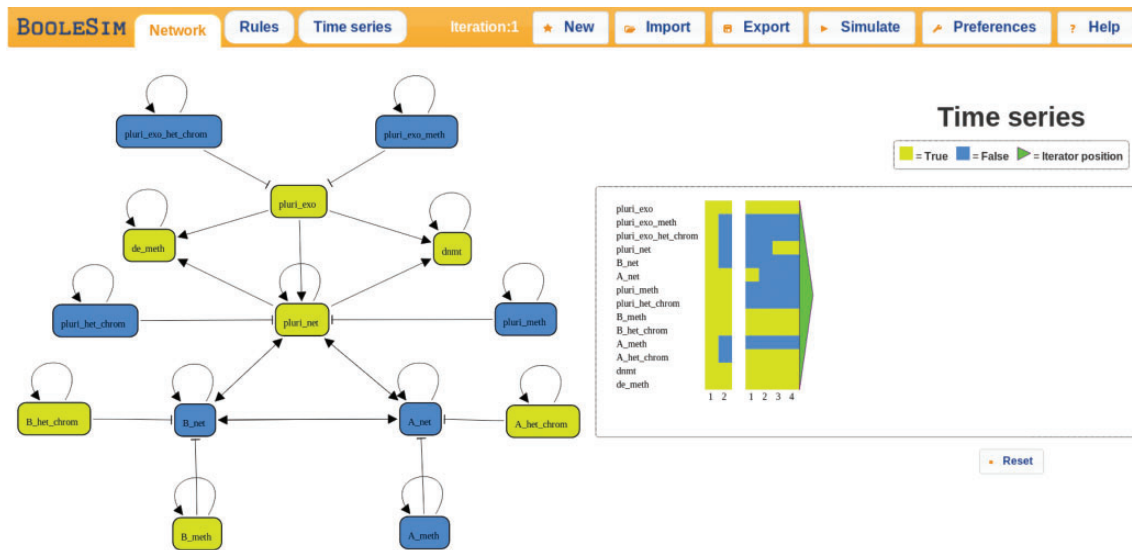 BOOLESIM Network Rules Time series Iteration:1 New Import Export Simulate Preferences ? Help
pluri_exo_het_chrom
pluri_exo_meth
pluri_exo
de_meth
dnmt
pluri_het_chrom
pluri_net
pluri_meth
B_het_chrom
B_net
A_net
A_het_chrom
B_meth
A_meth
Time series
= True = False = Iterator position
pluri_exo
pluri_exo_meth
pluri_exo_het_chrom
pluri_net
B_net
A_net
pluri_meth
pluri_het_chrom
B_meth
B_het_chrom
A_meth
A_het_chrom
dnmt
de_meth
1 2 1 2 3 4
Reset